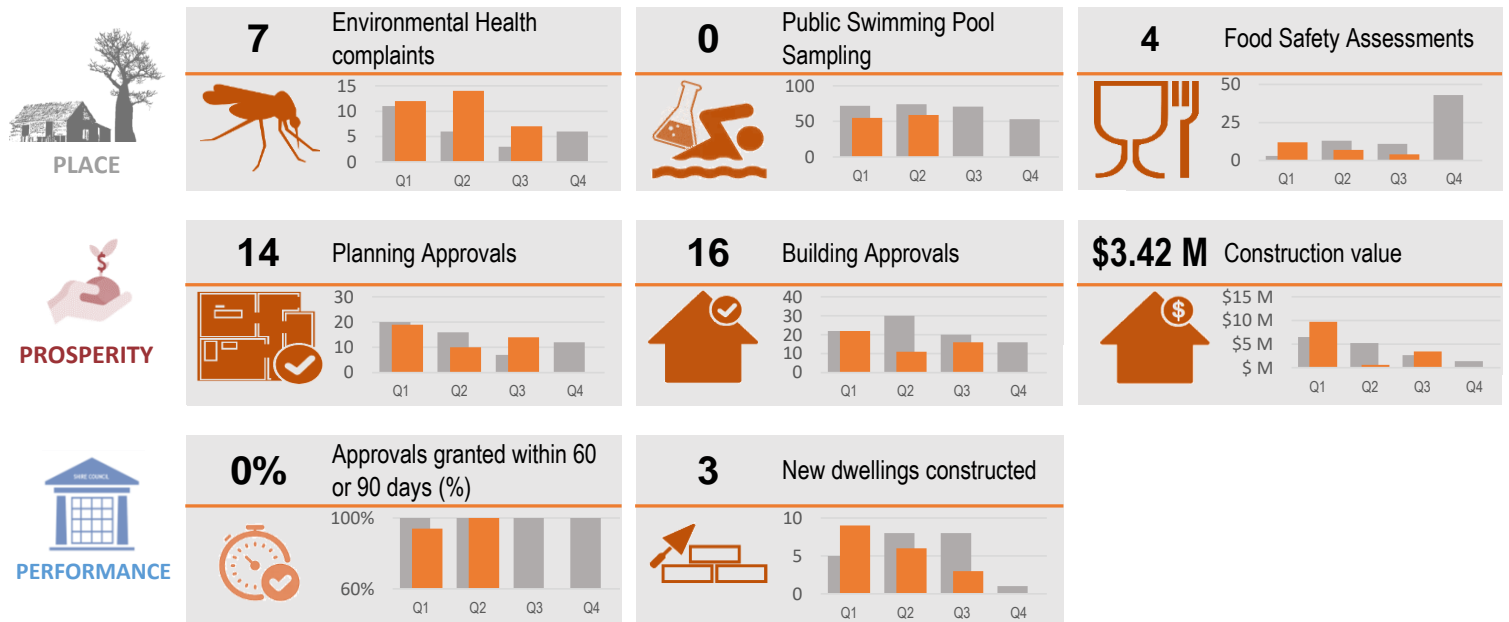 7
Environmental Health
complaints
15
10
5
0
Q1 Q2 Q3 Q4
0
Public Swimming Pool
Sampling
100
50
0
Q1 Q2 Q3 Q4
4
Food Safety Assessments
50
25
0
Q1 Q2 Q3 Q4
PLACE
14
Planning Approvals
30
20
10
0
Q1 Q2 Q3 Q4
16
Building Approvals
40
30
20
10
0
Q1 Q2 Q3 Q4
$3.42 M
Construction value
$
$15 M
$10 M
$5 M
$ M
Q1 Q2 Q3 Q4
$
PROSPERITY
0%
Approvals granted within 60
or 90 days (%)
100%
60%
Q1 Q2 Q3 Q4
3
New dwellings constructed
10
5
0
Q1 Q2 Q3 Q4
SHIRE COUNCIL
PERFORMANCE